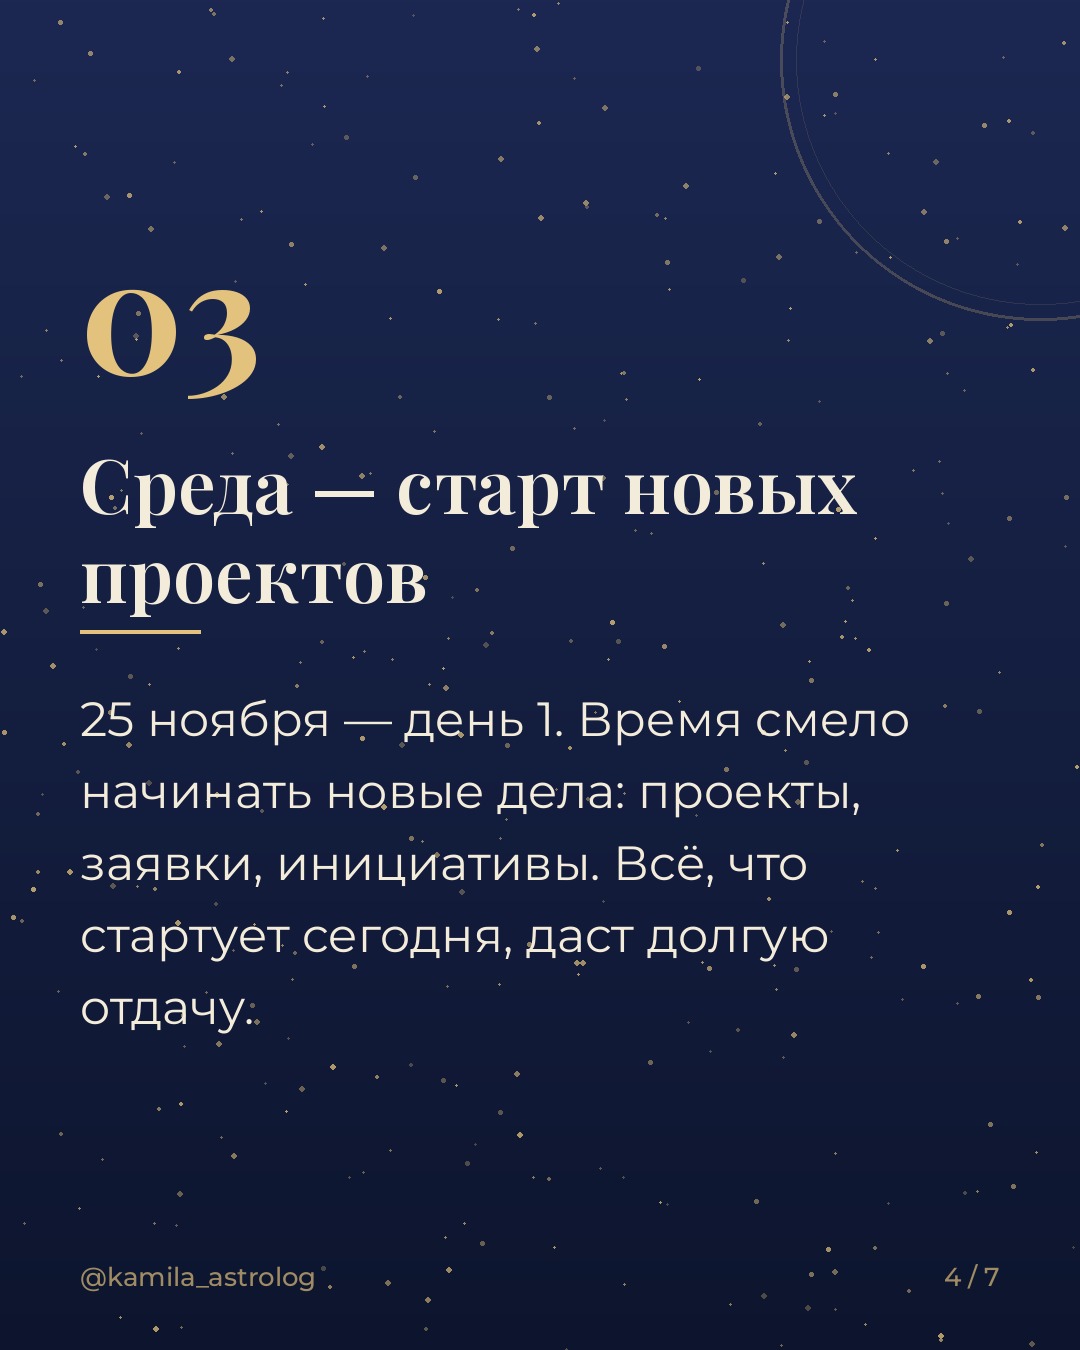 03
Среда — старт новых
проектов
25 ноября — день 1. Время смело
начинать новые дела: проекты,
заявки, инициативы. Всё, что
стартует сегодня, даст долгую
отдачу.
@kamila_astrolog
4 / 7